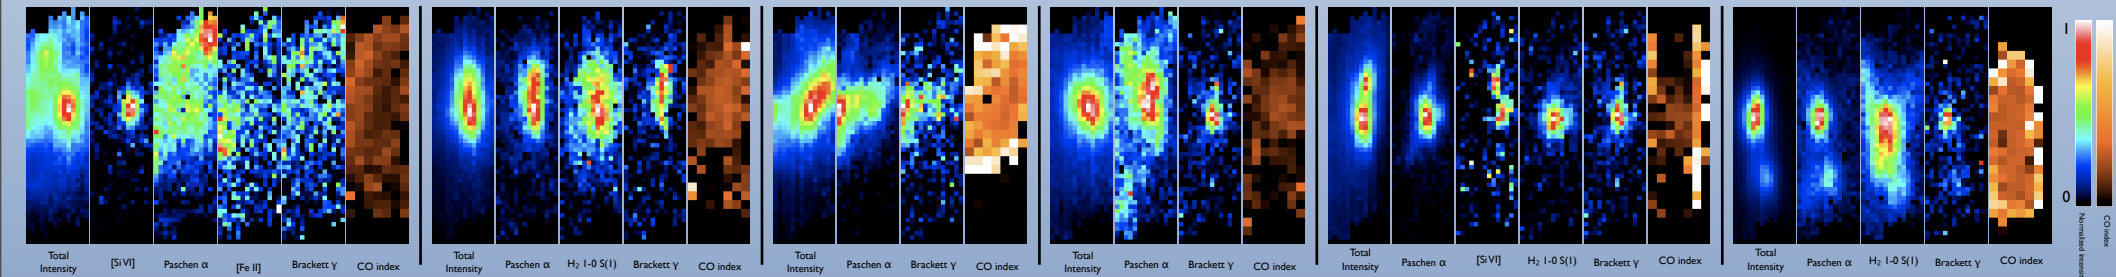 Total
Intensity
[Si VI]
Paschen α
[Fe II]
Brackett γ
CO index
Total
Intensity
Paschen α
H₂ 1-0 S(1)
Brackett γ
CO index
Total
Intensity
Paschen α
Brackett γ
CO index
Total
Intensity
Paschen α
Brackett γ
CO index
Total
Intensity
Paschen α
[Si VI]
H₂ 1-0 S(1)
Brackett γ
CO index
Total
Intensity
Paschen α
H₂ 1-0 S(1)
Brackett γ
CO index
1
0
Normalized intensity
CO index